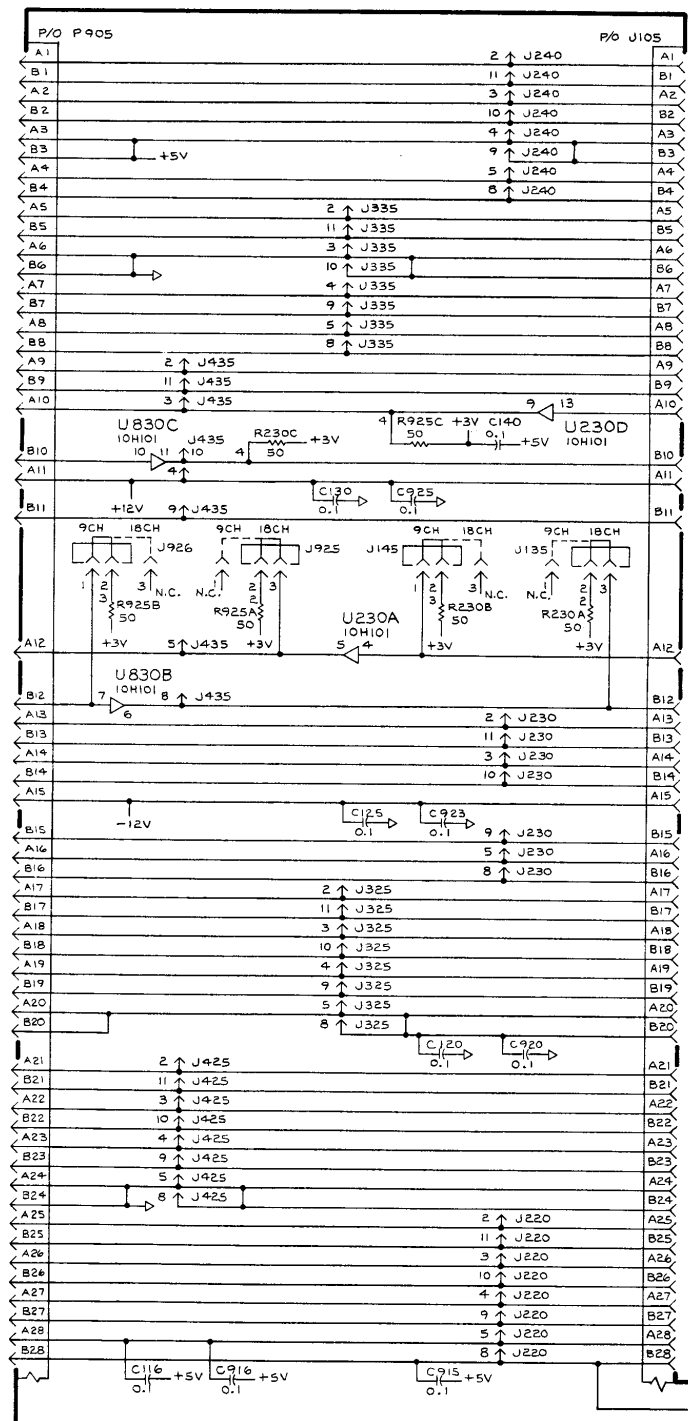 P/O P905 P/O J105
A1 2 J240 A1
B1 11 J240 B1
A2 3 J240 A2
B2 10 J240 B2
A3 4 J240 A3
B3 +5V 9 J240 B3
A4 5 J240 A4
B4 8 J240 B4
A5 2 J335 A5
B5 11 J335 B5
A6 3 J335 A6
B6 10 J335 B6
A7 4 J335 A7
B7 9 J335 B7
A8 5 J335 A8
B8 8 J335 B8
A9 2 J435 A9
B9 11 J435 B9
A10 3 J435 9 13 A10
U830C 4 R925C +3V C140 U230D
10H101 J435 R230C +3V 50 0.1 +5V 10H101
B10 10 11 10 4 50 B10
A11 4 A11
+12V C130 C925
0.1 0.1
B11 9 J435 B11
9CH 18CH 9CH 18CH 9CH 18CH 9CH 18CH
J926 J925 J145 J135
1 2 3 2 3 1 2 3 2 3
3 N.C. N.C. 2 3 N.C. 2
R925B R925A U230A R230B R230A
50 50 10H101 50 50
+3V +3V 5 4 +3V +3V
A12 5 J435 A12
U830B
10H101
B12 7 6 8 J435 B12
A13 2 J230 A13
B13 11 J230 B13
A14 3 J230 A14
B14 10 J230 B14
A15 A15
-12V C125 C923
0.1 0.1
B15 9 J230 B15
A16 5 J230 A16
B16 8 J230 B16
A17 2 J325 A17
B17 11 J325 B17
A18 3 J325 A18
B18 10 J325 B18
A19 4 J325 A19
B19 9 J325 B19
A20 5 J325 A20
B20 8 J325 B20
C120 C920
0.1 0.1
A21 2 J425 A21
B21 11 J425 B21
A22 3 J425 A22
B22 10 J425 B22
A23 4 J425 A23
B23 9 J425 B23
A24 5 J425 A24
B24 8 J425 B24
A25 2 J220 A25
B25 11 J220 B25
A26 3 J220 A26
B26 10 J220 B26
A27 4 J220 A27
B27 9 J220 B27
A28 5 J220 A28
B28 8 J220 B28
C116 +5V C916 +5V C915 +5V
0.1 0.1 0.1